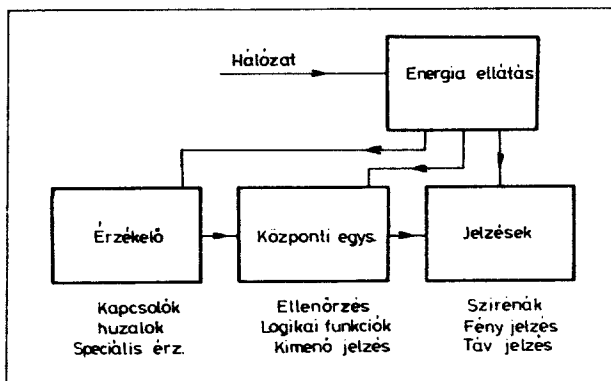 Hálózat
Energia ellátás
Érzékelő
Központi egys.
Jelzések
Kapcsolók
huzalok
Speciális érz.
Ellenőrzés
Logikai funkciók
Kimenő jelzés
Szirénák
Fény jelzés
Táv jelzés